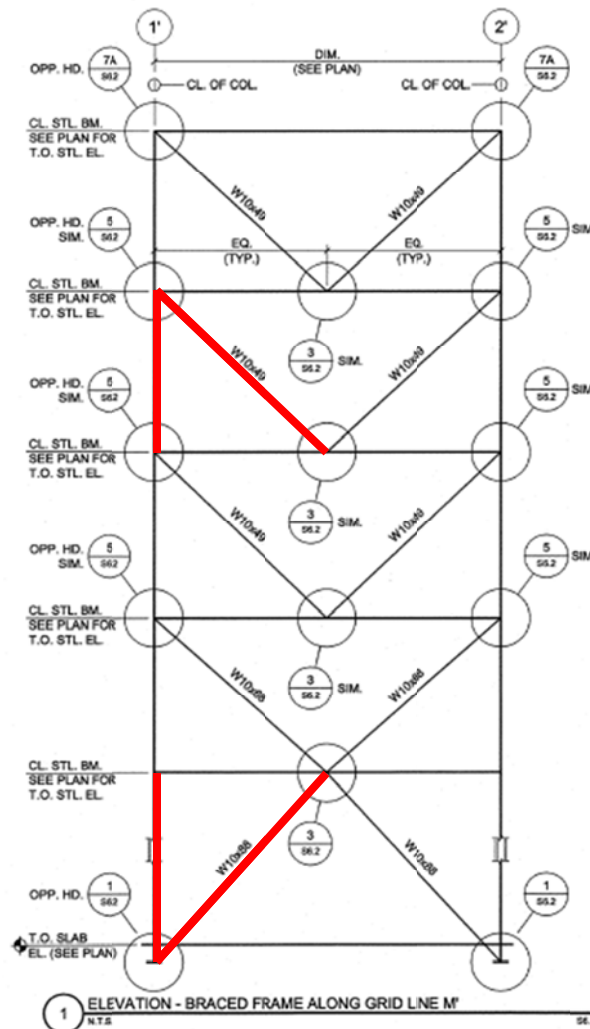 1' 2'
DIM.
(SEE PLAN)
OPP. HD. 7A
S6.2
7A
S6.2
CL. OF COL. CL OF COL.
CL. STL. BM.
SEE PLAN FOR
T.O. STL. EL.
W10x49 W10x49
OPP. HD.
SIM.
5
S6.2
EQ.
(TYP.)
EQ.
(TYP.)
5
S6.2
SIM
CL. STL. BM.
SEE PLAN FOR
T.O. STL. EL.
3
S6.2
SIM.
W10x49 W10x49
OPP. HD.
SIM.
5
S6.2
5
S6.2
SIM
CL. STL. BM.
SEE PLAN FOR
T.O. STL. EL.
3
S6.2
SIM.
W10x49 W10x49
OPP. HD.
SIM.
5
S6.2
5
S6.2
SIM
CL. STL. BM.
SEE PLAN FOR
T.O. STL. EL.
3
S6.2
SIM.
W10x68 W10x68
CL. STL. BM.
SEE PLAN FOR
T.O. STL. EL.
3
S6.2
W10x88 W10x88
OPP. HD. 1
S6.2
1
S6.2
T.O. SLAB
EL. (SEE PLAN)
1 ELEVATION - BRACED FRAME ALONG GRID LINE M'
N.T.S. S6.